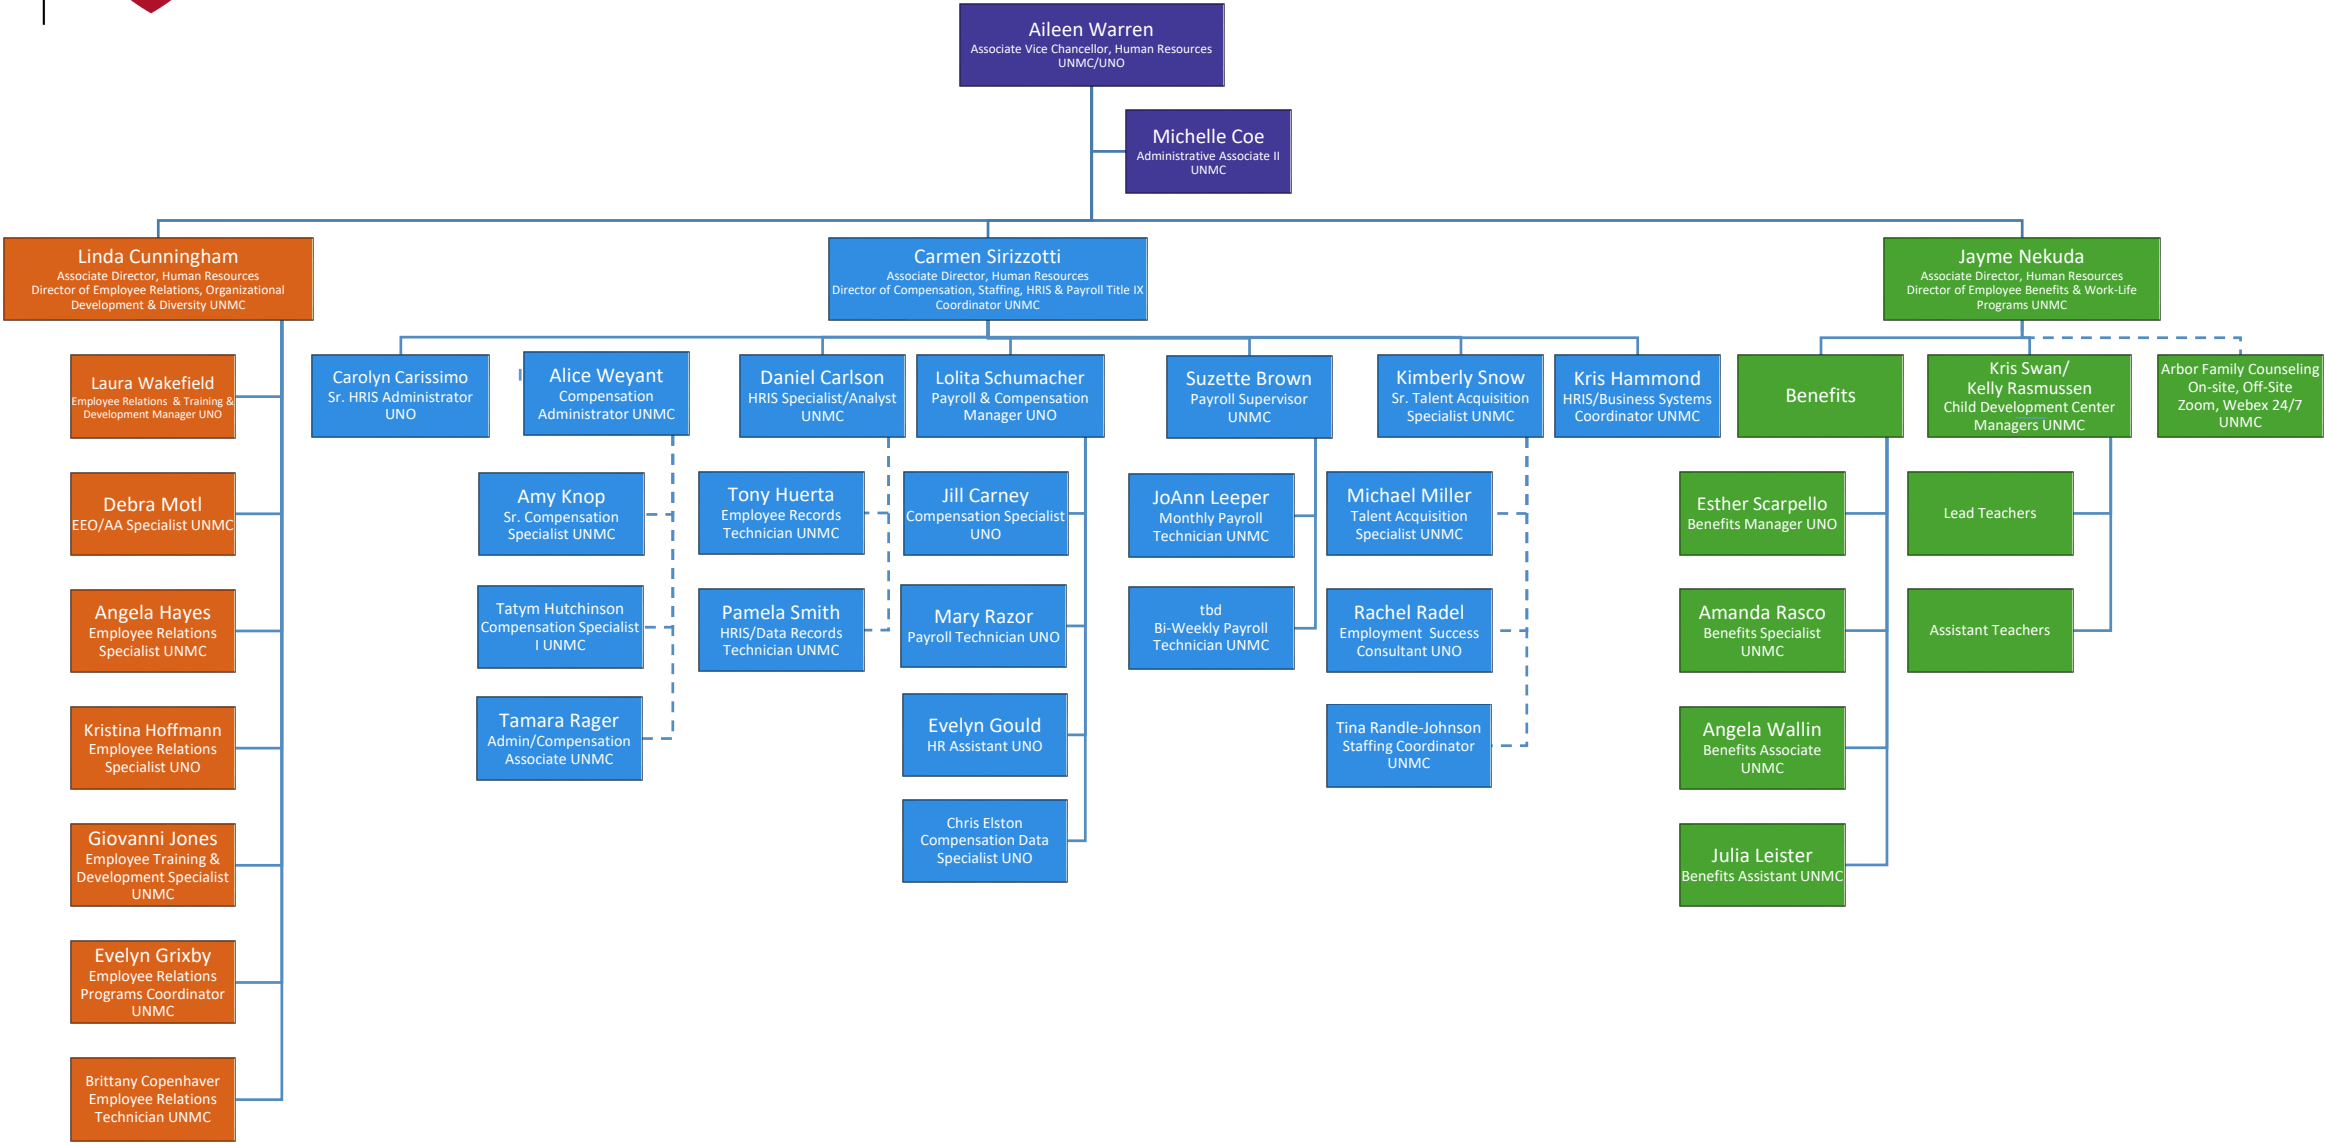 Aileen Warren
Associate Vice Chancellor, Human Resources
UNMC/UNO
Michelle Coe
Administrative Associate II
UNMC
Linda Cunningham
Associate Director, Human Resources
Director of Employee Relations, Organizational
Development & Diversity UNMC
Carmen Sirizzotti
Associate Director, Human Resources
Director of Compensation, Staffing, HRIS & Payroll Title IX
Coordinator UNMC
Jayme Nekuda
Associate Director, Human Resources
Director of Employee Benefits & Work-Life
Programs UNMC
Laura Wakefield
Employee Relations & Training &
Development Manager UNO
Debra Motl
EEO/AA Specialist UNMC
Angela Hayes
Employee Relations
Specialist UNMC
Kristina Hoffmann
Employee Relations
Specialist UNO
Giovanni Jones
Employee Training &
Development Specialist
UNMC
Evelyn Grixby
Employee Relations
Programs Coordinator
UNMC
Brittany Copenhaver
Employee Relations
Technician UNMC
Carolyn Carissimo
Sr. HRIS Administrator
UNO
Alice Weyant
Compensation
Administrator UNMC
Amy Knop
Sr. Compensation
Specialist UNMC
Tatym Hutchinson
Compensation Specialist
I UNMC
Tamara Rager
Admin/Compensation
Associate UNMC
Daniel Carlson
HRIS Specialist/Analyst
UNMC
Tony Huerta
Employee Records
Technician UNMC
Pamela Smith
HRIS/Data Records
Technician UNMC
Lolita Schumacher
Payroll & Compensation
Manager UNO
Jill Carney
Compensation Specialist
UNO
Mary Razor
Payroll Technician UNO
Evelyn Gould
HR Assistant UNO
Chris Elston
Compensation Data
Specialist UNO
Suzette Brown
Payroll Supervisor
UNMC
JoAnn Leeper
Monthly Payroll
Technician UNMC
tbd
Bi-Weekly Payroll
Technician UNMC
Kimberly Snow
Sr. Talent Acquisition
Specialist UNMC
Michael Miller
Talent Acquisition
Specialist UNMC
Rachel Radel
Employment Success
Consultant UNO
Tina Randle-Johnson
Staffing Coordinator
UNMC
Kris Hammond
HRIS/Business Systems
Coordinator UNMC
Benefits
Esther Scarpello
Benefits Manager UNO
Amanda Rasco
Benefits Specialist
UNMC
Angela Wallin
Benefits Associate
UNMC
Julia Leister
Benefits Assistant UNMC
Kris Swan/
Kelly Rasmussen
Child Development Center
Managers UNMC
Lead Teachers
Assistant Teachers
Arbor Family Counseling
On-site, Off-Site
Zoom, Webex 24/7
UNMC